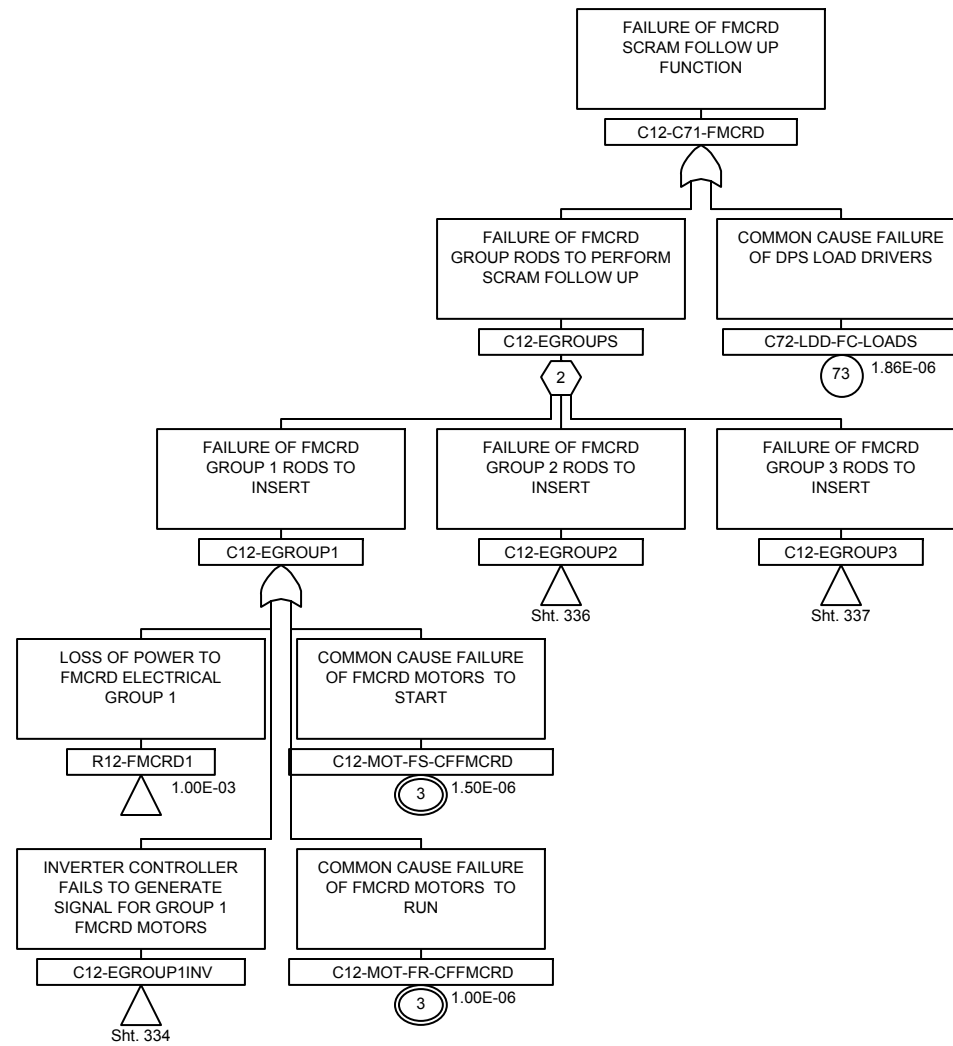 FAILURE OF FMCRD
SCRAM FOLLOW UP
FUNCTION
C12-C71-FMCRD
FAILURE OF FMCRD
GROUP RODS TO PERFORM
SCRAM FOLLOW UP
C12-EGROUPS
2
COMMON CAUSE FAILURE
OF DPS LOAD DRIVERS
C72-LDD-FC-LOADS
73
1.86E-06
FAILURE OF FMCRD
GROUP 1 RODS TO
INSERT
C12-EGROUP1
FAILURE OF FMCRD
GROUP 2 RODS TO
INSERT
C12-EGROUP2
Sht. 336
FAILURE OF FMCRD
GROUP 3 RODS TO
INSERT
C12-EGROUP3
Sht. 337
LOSS OF POWER TO
FMCRD ELECTRICAL
GROUP 1
R12-FMCRD1
1.00E-03
COMMON CAUSE FAILURE
OF FMCRD MOTORS TO
START
C12-MOT-FS-CFFMCRD
3
1.50E-06
INVERTER CONTROLLER
FAILS TO GENERATE
SIGNAL FOR GROUP 1
FMCRD MOTORS
C12-EGROUP1INV
Sht. 334
COMMON CAUSE FAILURE
OF FMCRD MOTORS TO
RUN
C12-MOT-FR-CFFMCRD
3
1.00E-06